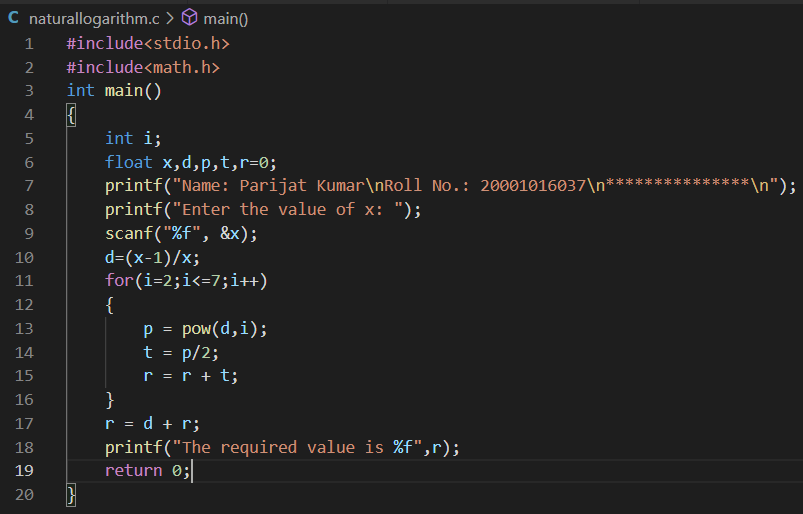 C naturallogarithm.c > main()
1 #include<stdio.h>
2 #include<math.h>
3 int main()
4 {
5 int i;
6 float x,d,p,t,r=0;
7 printf("Name: Parijat Kumar\nRoll No.: 20001016037\n***************\n");
8 printf("Enter the value of x: ");
9 scanf("%f", &x);
10 d=(x-1)/x;
11 for(i=2;i<=7;i++)
12 {
13 p = pow(d,i);
14 t = p/2;
15 r = r + t;
16 }
17 r = d + r;
18 printf("The required value is %f",r);
19 return 0;
20 }